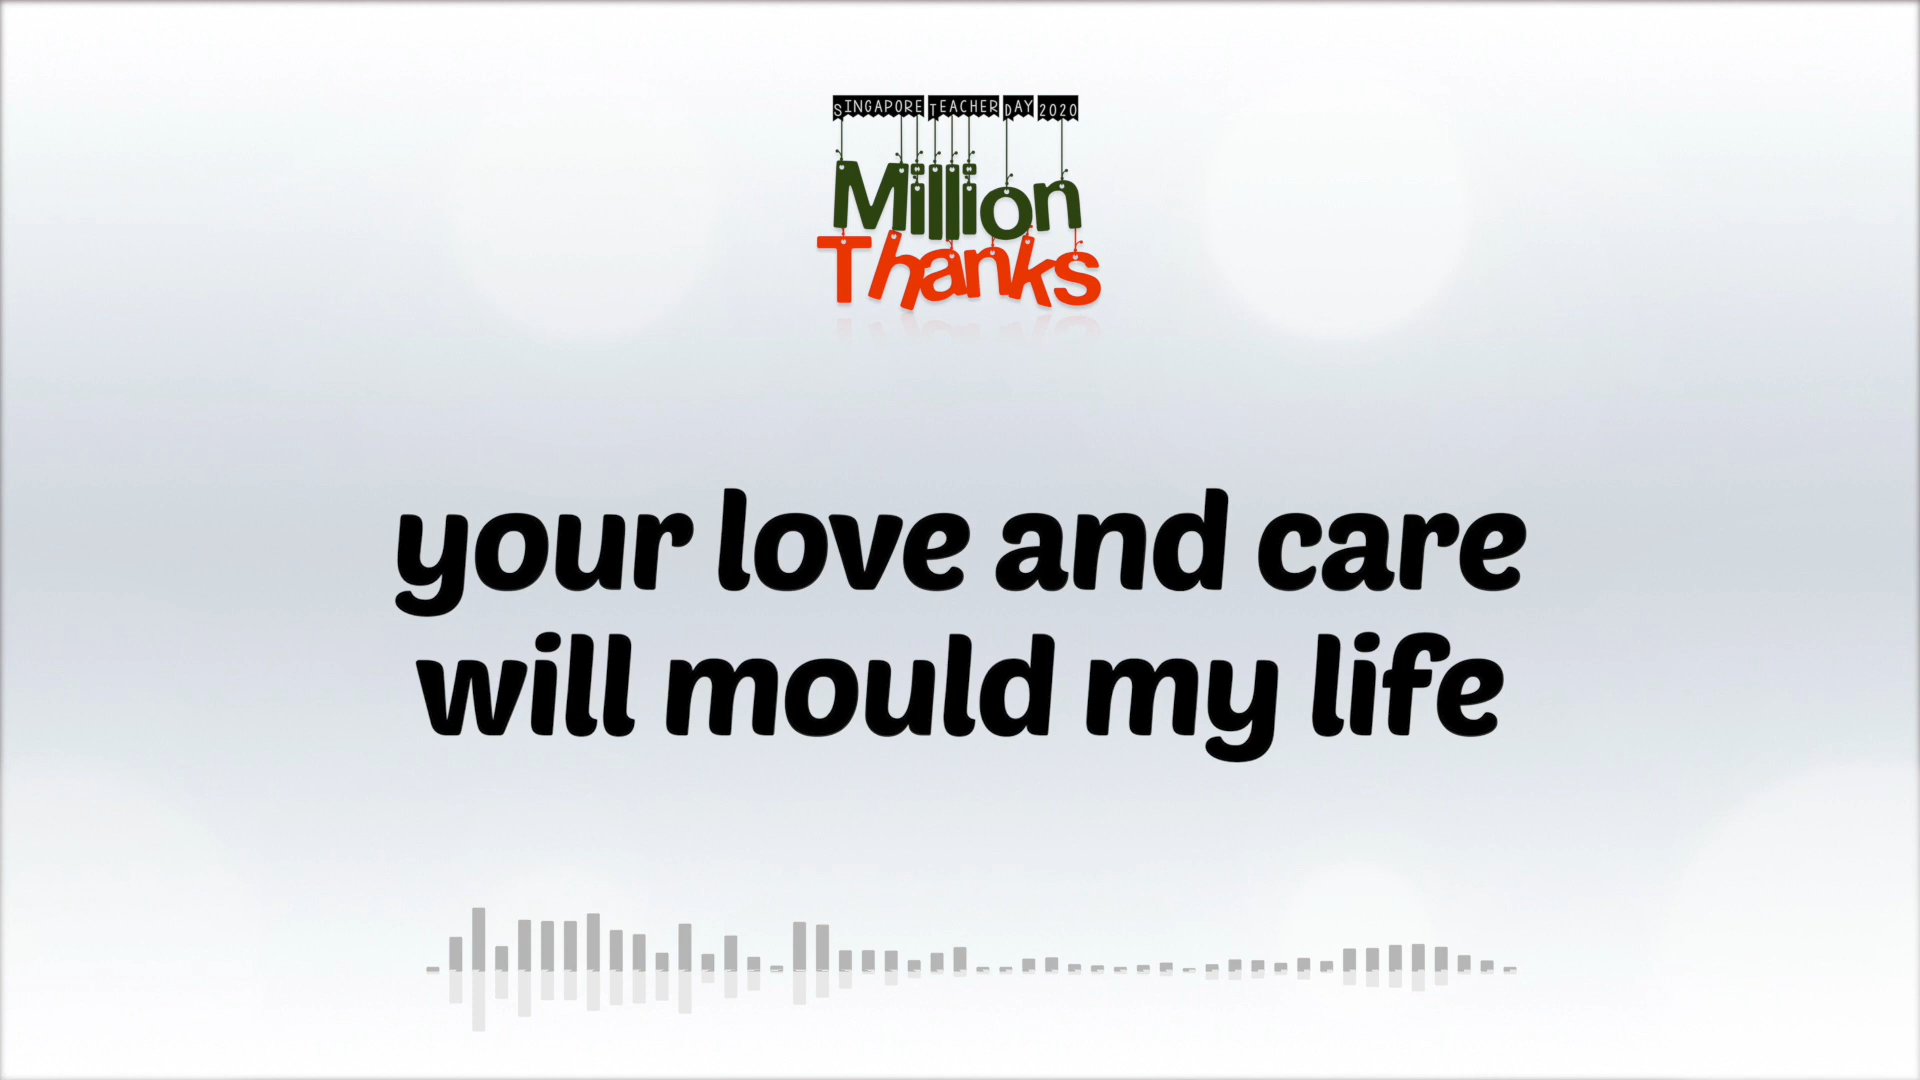 SINGAPORE TEACHER DAY 2020
Million
Thanks
your love and care
will mould my life